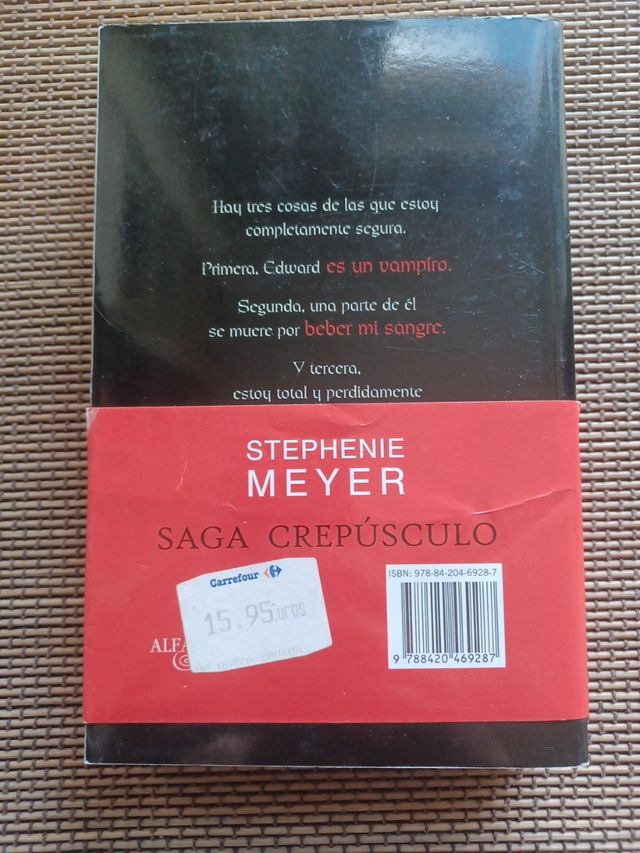 Hay tres cosas de las que estoy
completamente segura.
Primera, Edward es un vampiro.
Segunda, una parte de él
se muere por beber mi sangre.
Y tercera,
estoy total y perdidamente
STEPHENIE
MEYER
SAGA CREPÚSCULO
Carrefour
15.95 Euros
ALFA
ISBN: 978-84-204-6928-7
9 788420 469287